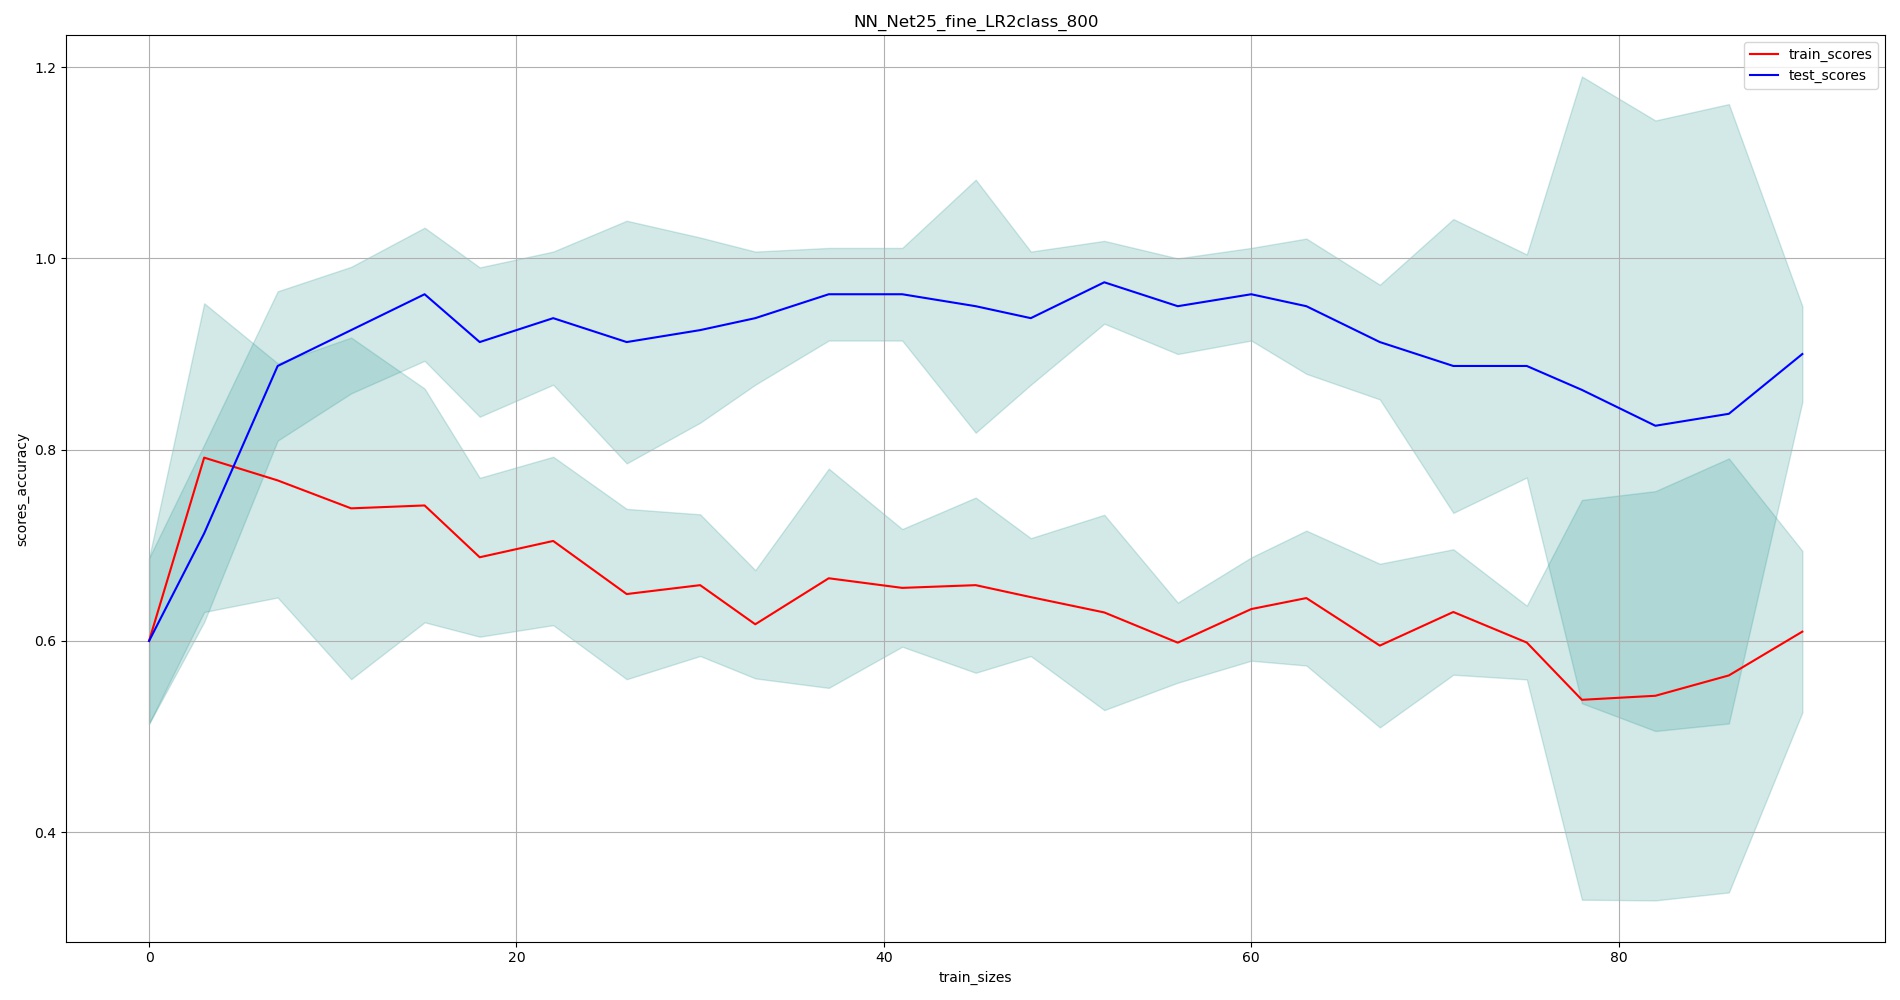 NN_Net25_fine_LR2class_800
train_scores
test_scores
1.2
1.0
0.8
0.6
0.4
scores_accuracy
0
20
40
60
80
train_sizes